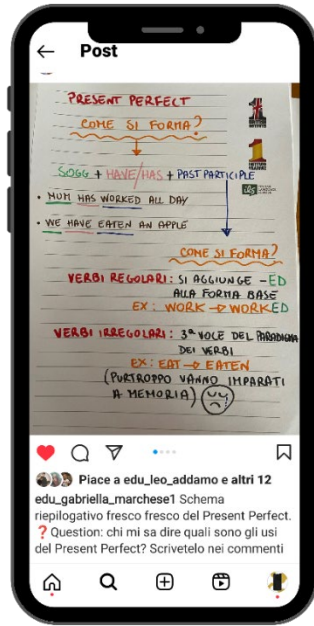 Post
PRESENT PERFECT
COME SI FORMA?
SOGG + HAVE/HAS + PAST PARTICIPLE
• MUM HAS WORKED ALL DAY
• WE HAVE EATEN AN APPLE
COME SI FORMA?
VERBI REGOLARI: SI AGGIUNGE -ED
ALLA FORMA BASE
EX: WORK → WORKED
VERBI IRREGOLARI: 3ª VOCE DEL PARADIGMA
DEI VERBI
EX: EAT → EATEN
(PURTROPPO VANNO IMPARATI
A MEMORIA)
Piace a edu_leo_addamo e altri 12
edu_gabriella_marchese1 Schema
riepilogativo fresco fresco del Present Perfect.
❓Question: chi mi sa dire quali sono gli usi
del Present Perfect? Scrivetelo nei commenti